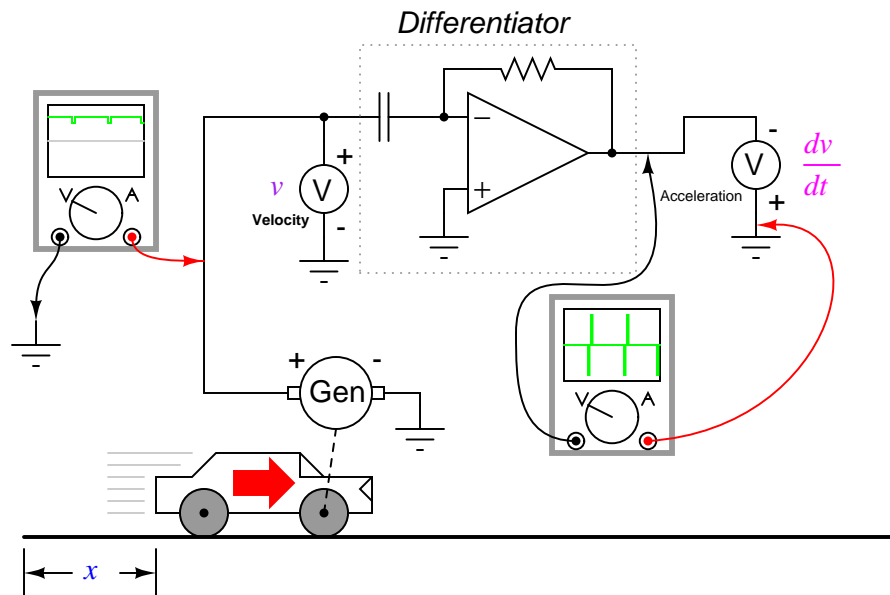 Differentiator
V A
+
V
v
Velocity
-
−
+
Acceleration
-
V
+
dv
dt
+ -
Gen
V A
x